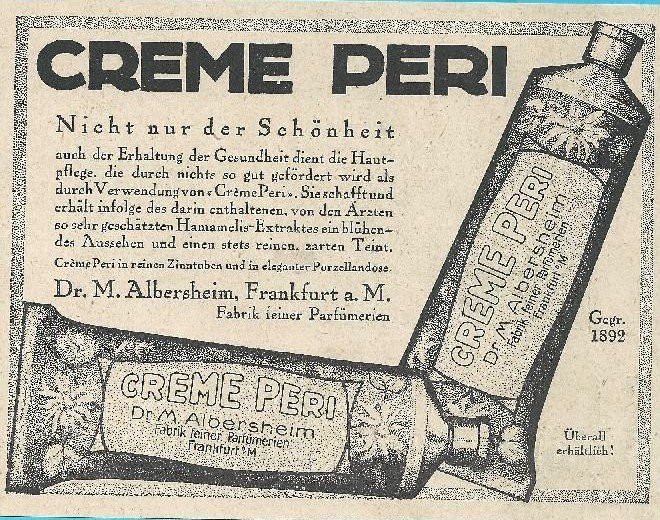 CREME PERI
Nicht nur der Schönheit
auch der Erhaltung der Gesundheit dient die Haut-
pflege, die durch nichts so gut gefördert wird als
durch Verwendung von «Crème Peri». Sie schafft und
erhält infolge des darin enthaltenen, von den Ärzten
so sehr geschätzten Hamamelis-Extraktes ein blühen-
des Aussehen und einen stets reinen, zarten Teint.
Crème Peri in reinen Zinntuben und in eleganter Porzellandose.
Dr. M. Albersheim, Frankfurt a. M.
Fabrik feiner Parfümerien
CREME PERI
Dr. M. Albersheim
Fabrik feiner Parfümerien
Frankfurt a/M
Gegr.
1892
CREME PERI
Dr. M. Albersheim
Fabrik feiner Parfümerien
Frankfurt a/M
Überall
erhältlich!